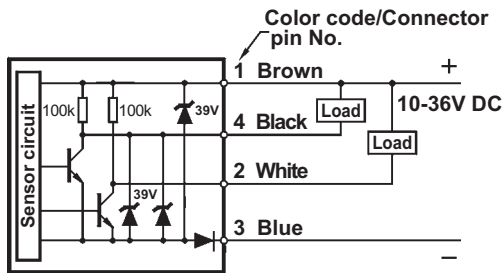 Color code/Connector
pin No.
1 Brown
+
100k
100k
39V
Load
10-36V DC
4 Black
Load
Sensor circuit
2 White
39V
3 Blue
–